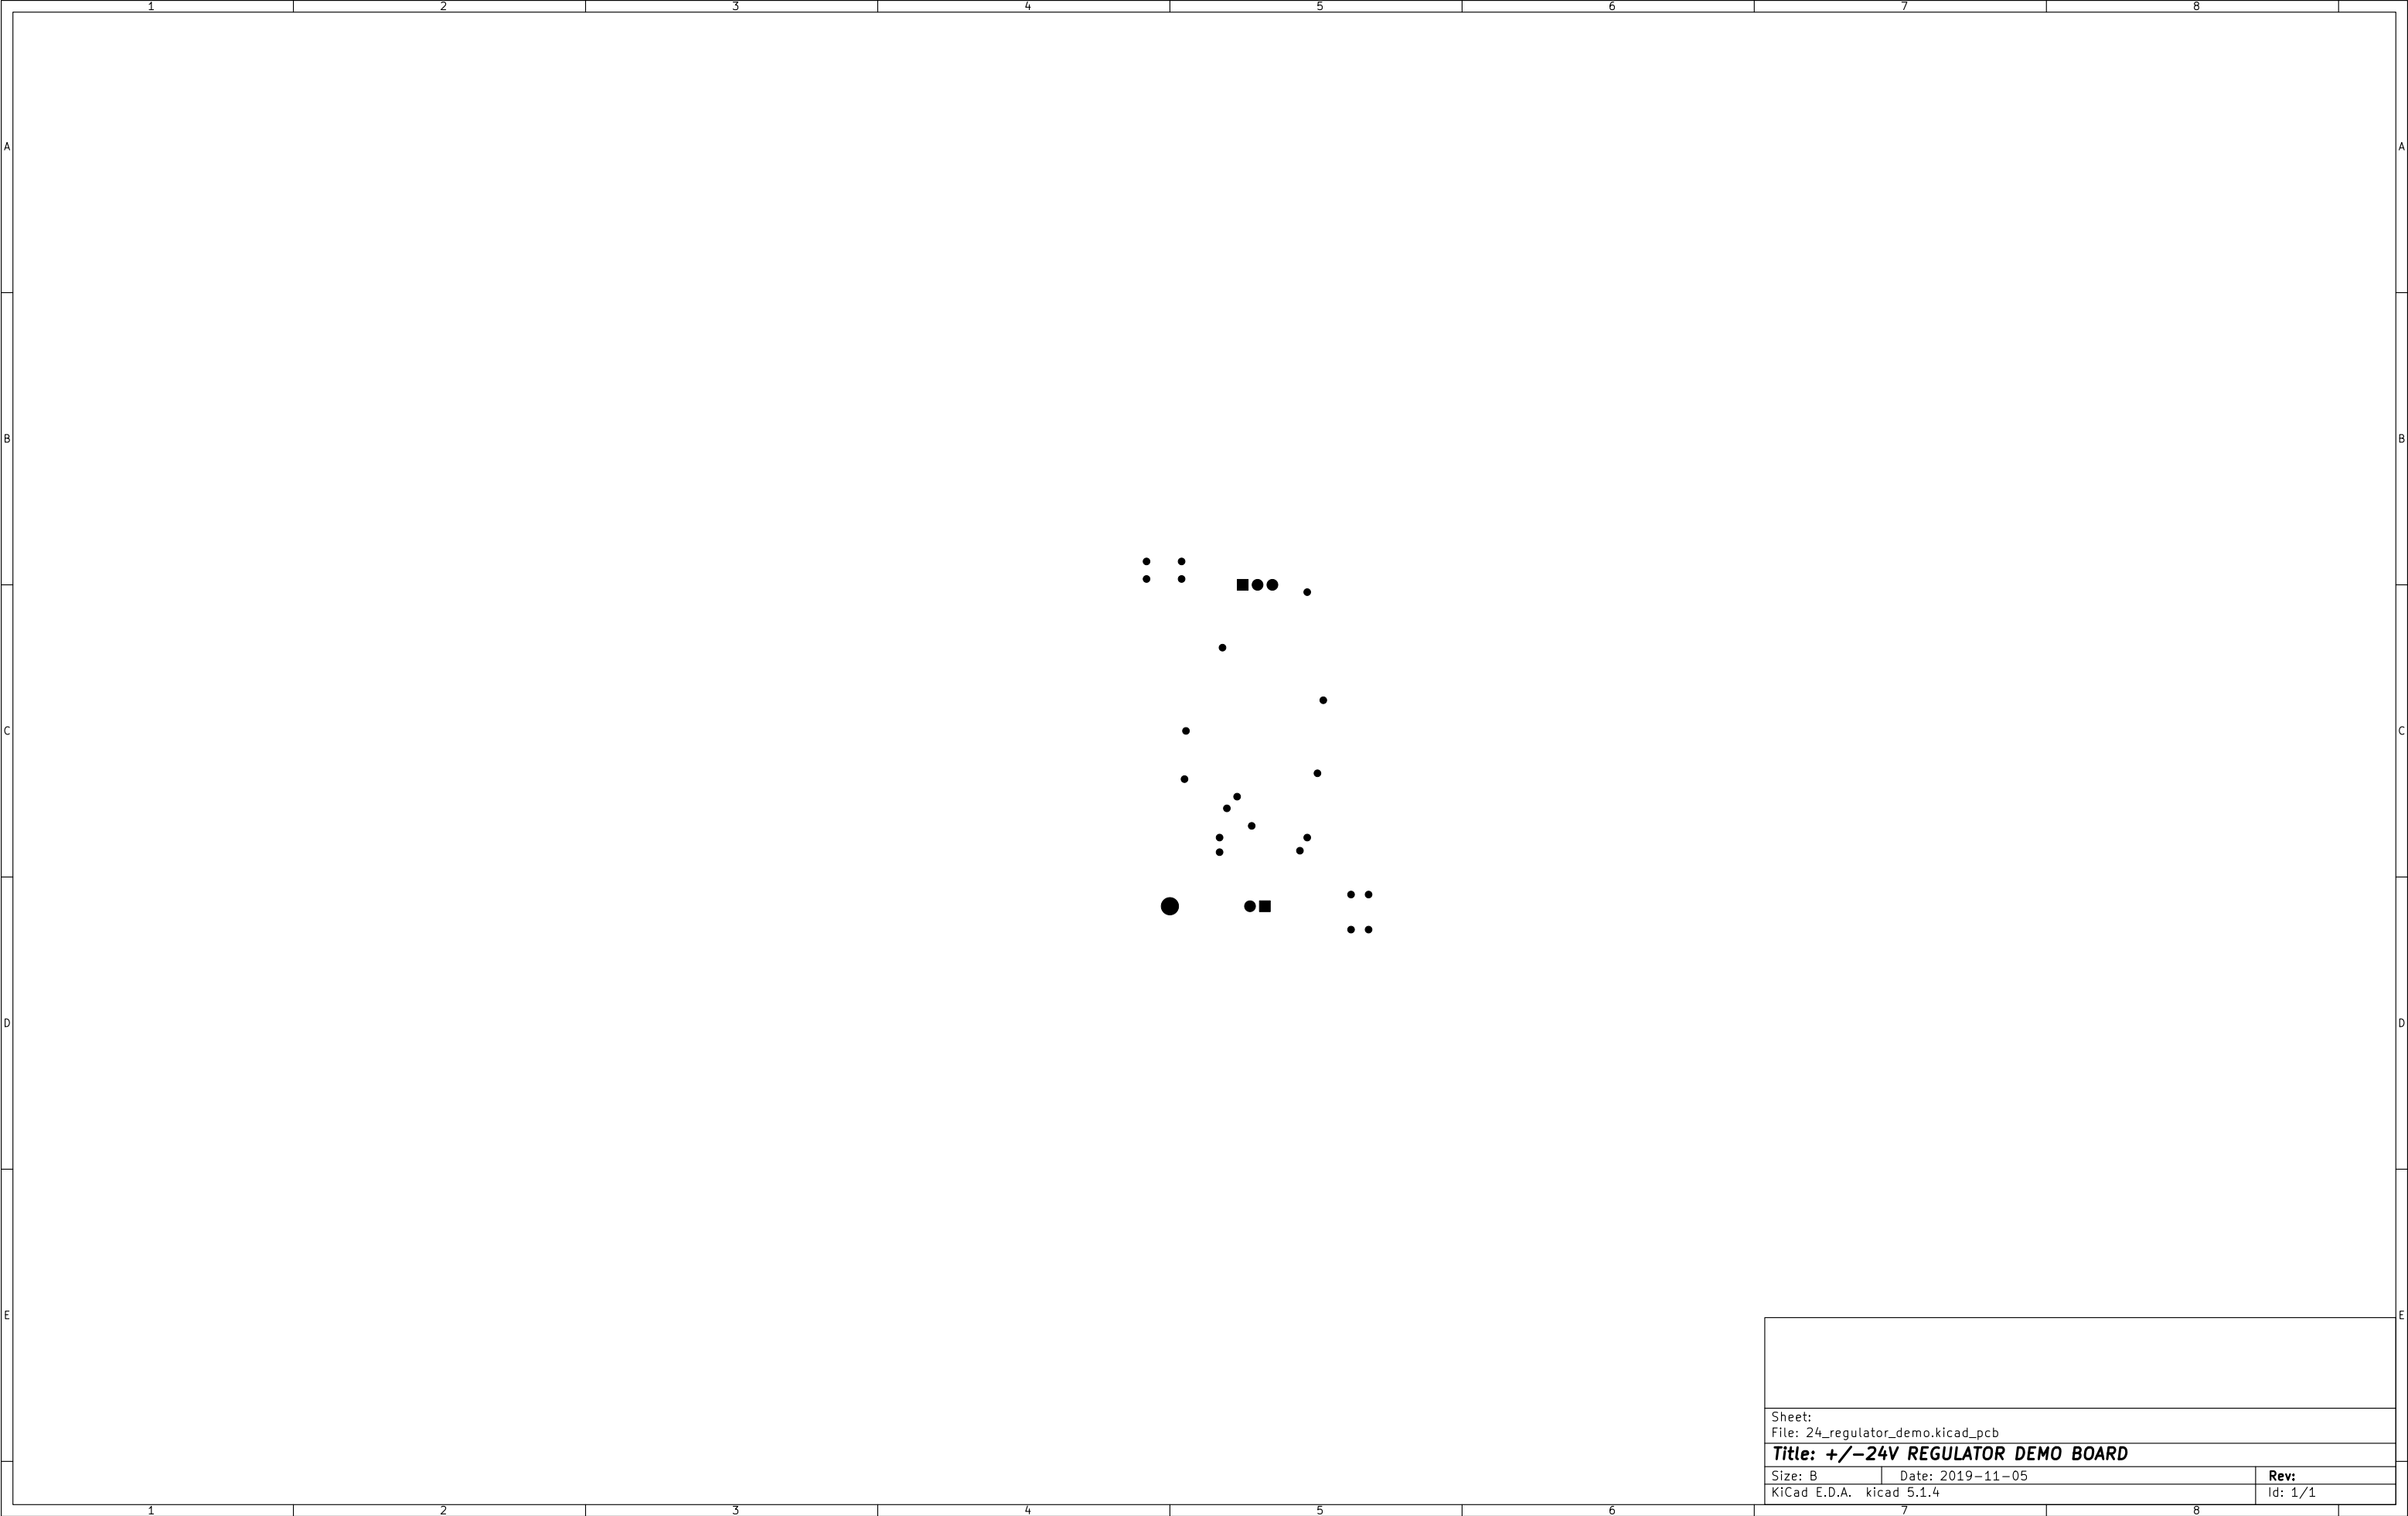 1 2 3 4 5 6 7 8
A A
B B
C C
D D
E E
Sheet:
File: 24_regulator_demo.kicad_pcb
Title: +/-24V REGULATOR DEMO BOARD
Size: B Date: 2019-11-05 Rev:
KiCad E.D.A. kicad 5.1.4 Id: 1/1
1 2 3 4 5 6 7 8